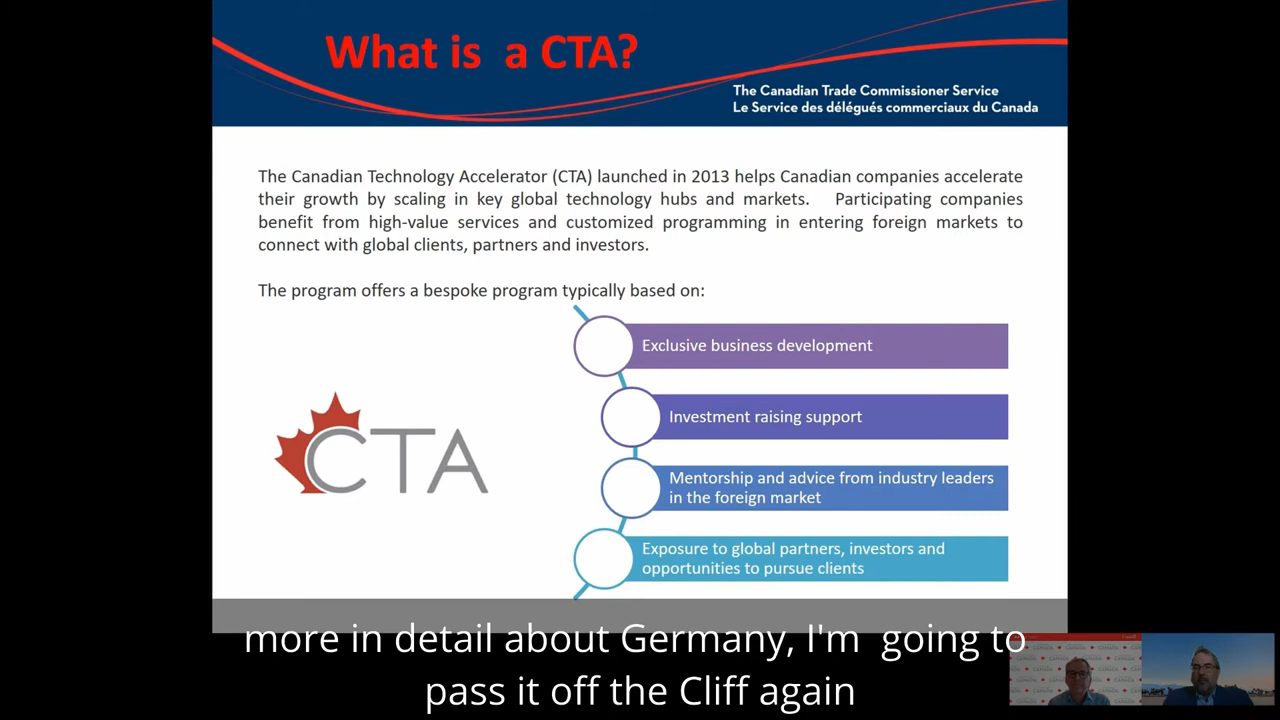 What is a CTA?
The Canadian Trade Commissioner Service
Le Service des délégués commerciaux du Canada
The Canadian Technology Accelerator (CTA) launched in 2013 helps Canadian companies accelerate
their growth by scaling in key global technology hubs and markets. Participating companies
benefit from high-value services and customized programming in entering foreign markets to
connect with global clients, partners and investors.
The program offers a bespoke program typically based on:
Exclusive business development
Investment raising support
Mentorship and advice from industry leaders
in the foreign market
Exposure to global partners, investors and
opportunities to pursue clients
CTA
more in detail about Germany, I'm going to
pass it off the Cliff again